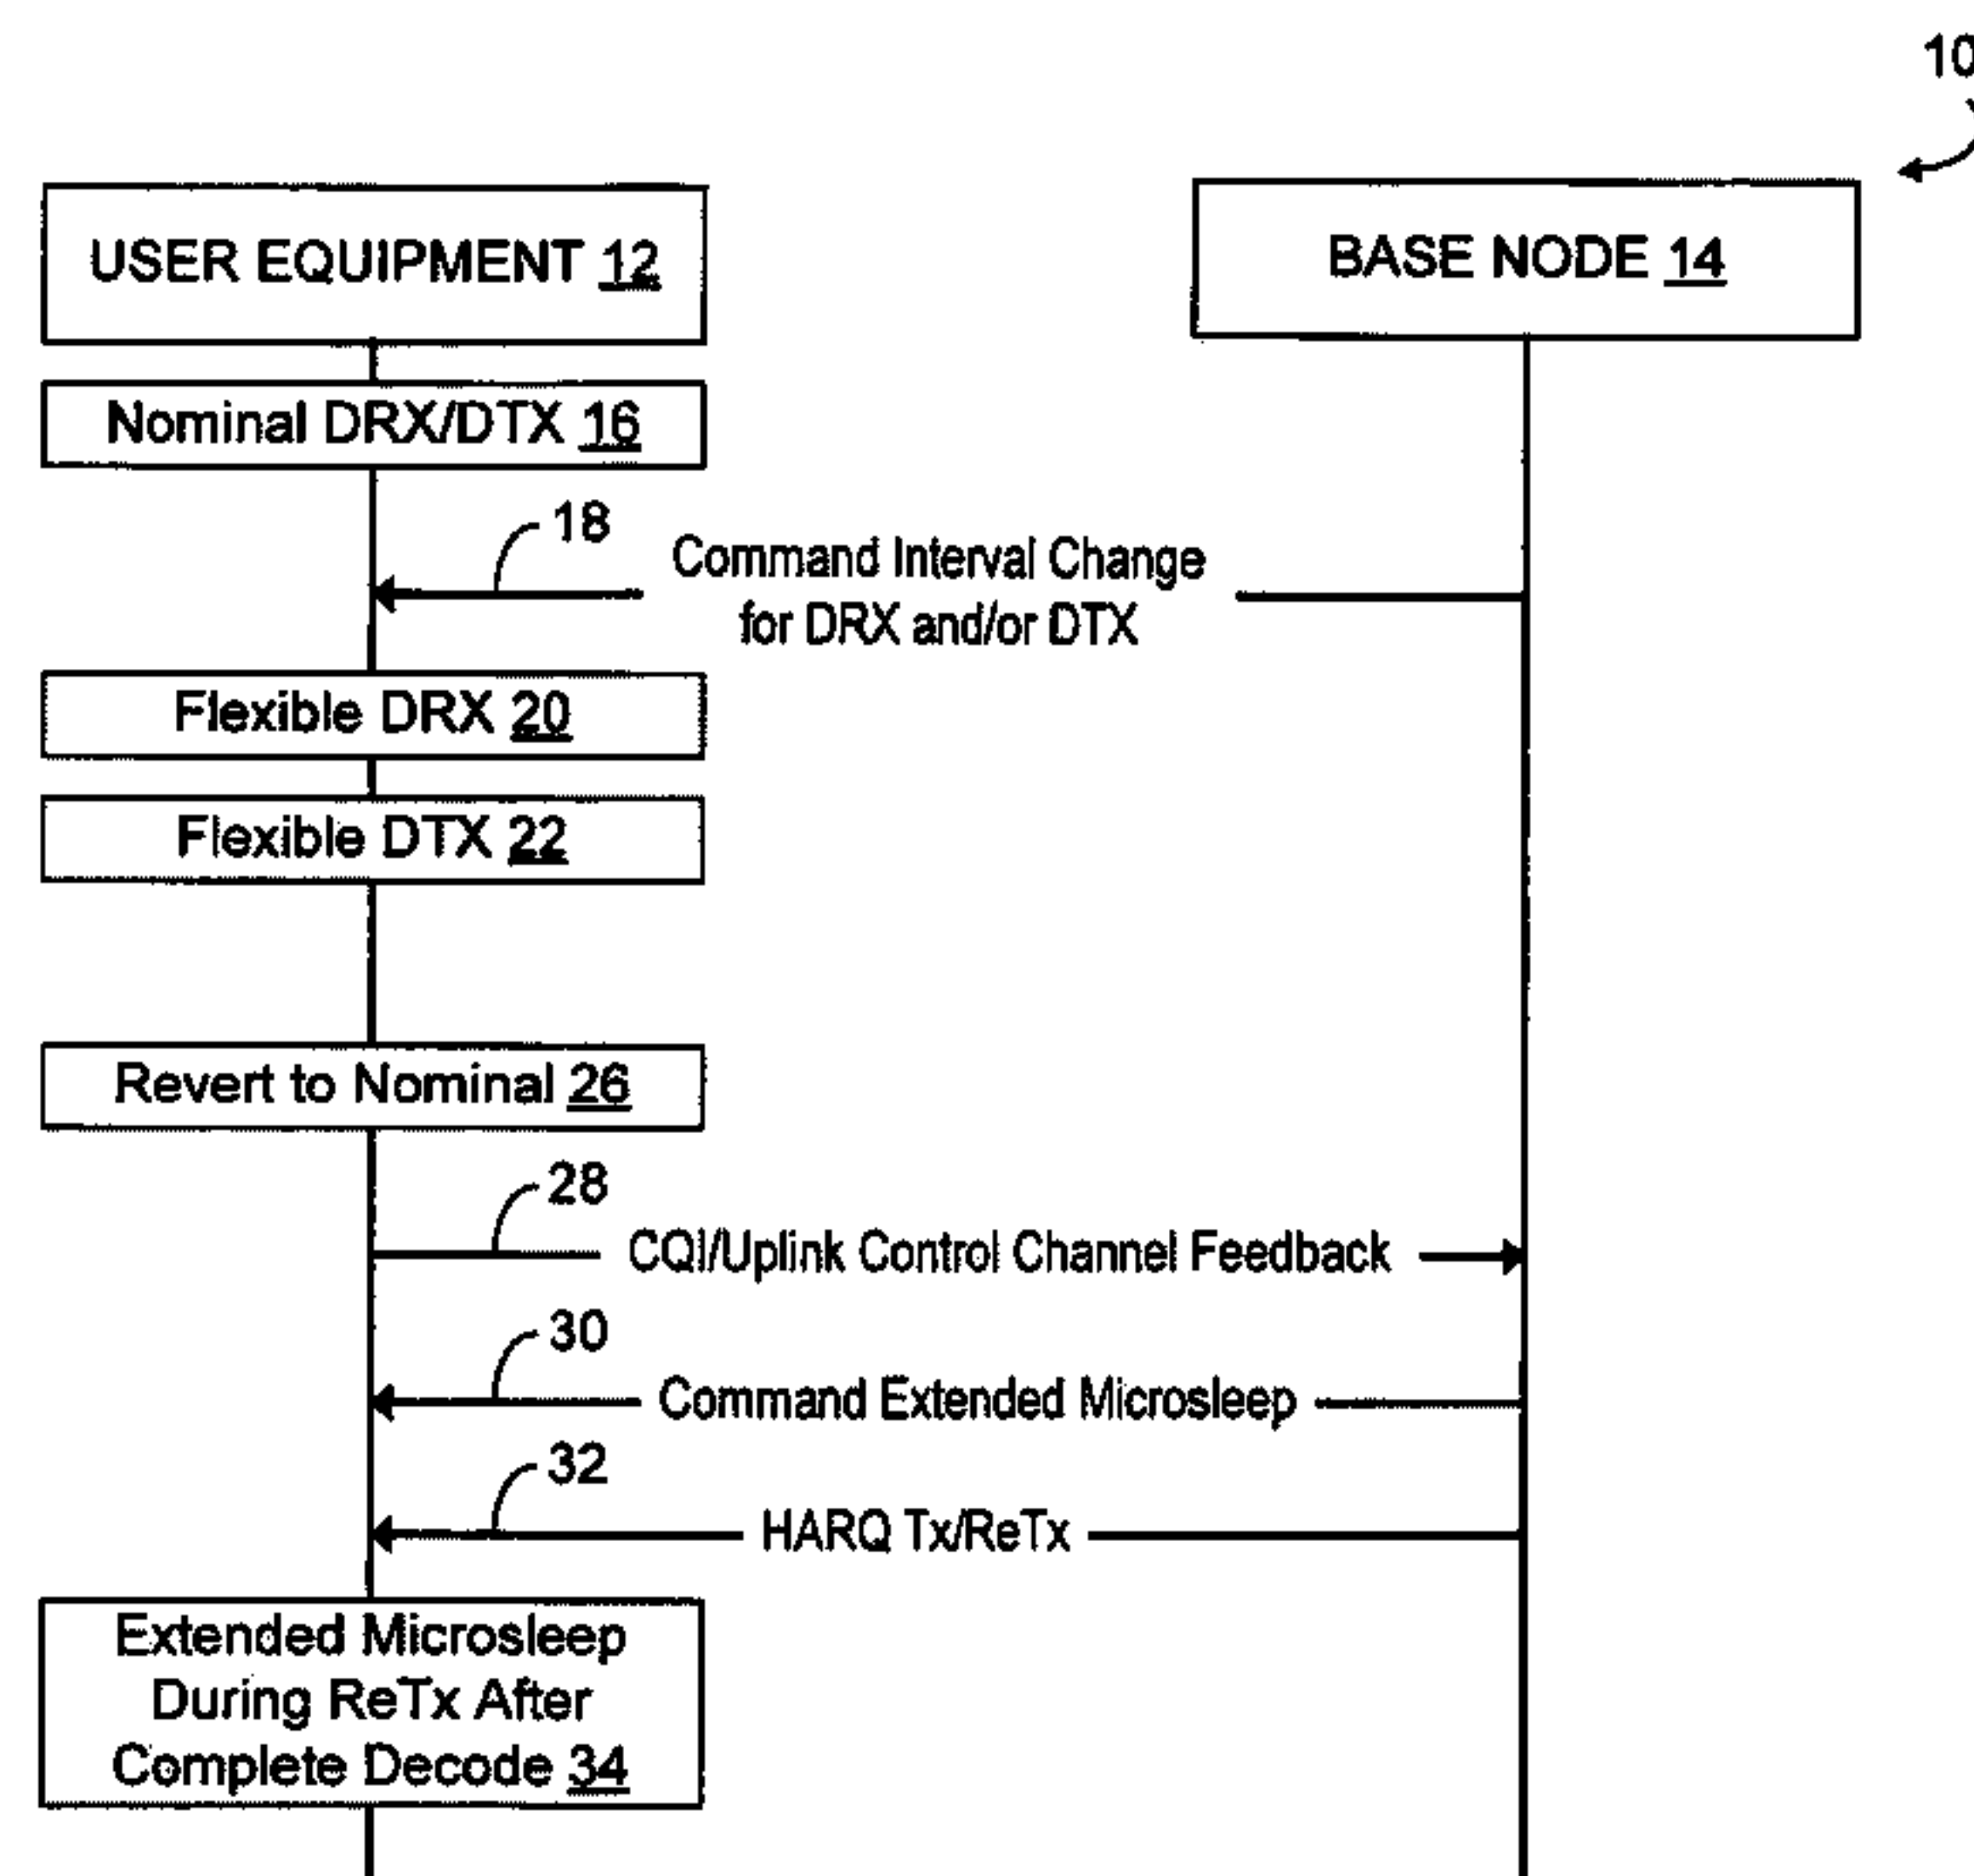 10
USER EQUIPMENT 12
BASE NODE 14
Nominal DRX/DTX 16
18
Command Interval Change
for DRX and/or DTX
Flexible DRX 20
Flexible DTX 22
Revert to Nominal 26
28
CQI/Uplink Control Channel Feedback
30
Command Extended Microsleep
32
HARQ Tx/ReTx
Extended Microsleep
During ReTx After
Complete Decode 34